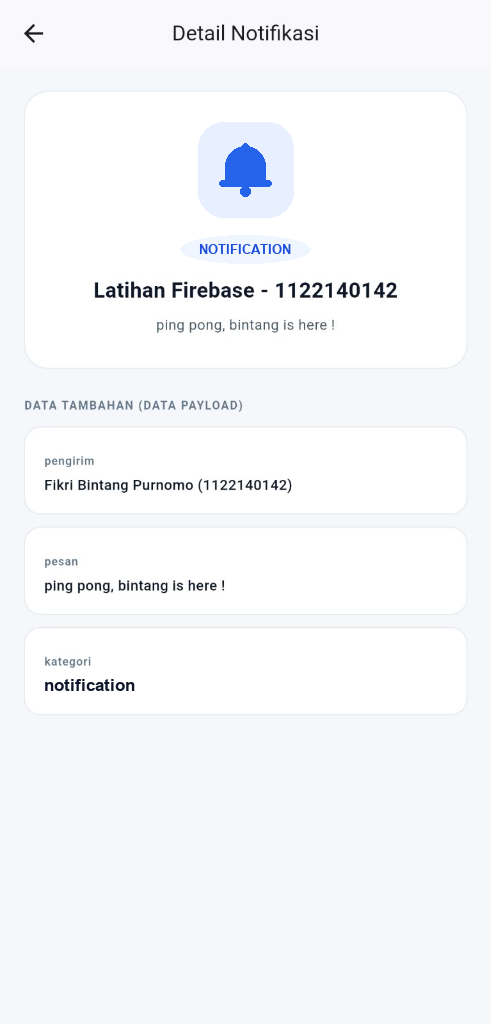 Detail Notifikasi
NOTIFICATION
Latihan Firebase - 1122140142
ping pong, bintang is here !
DATA TAMBAHAN (DATA PAYLOAD)
pengirim
Fikri Bintang Purnomo (1122140142)
pesan
ping pong, bintang is here !
kategori
notification